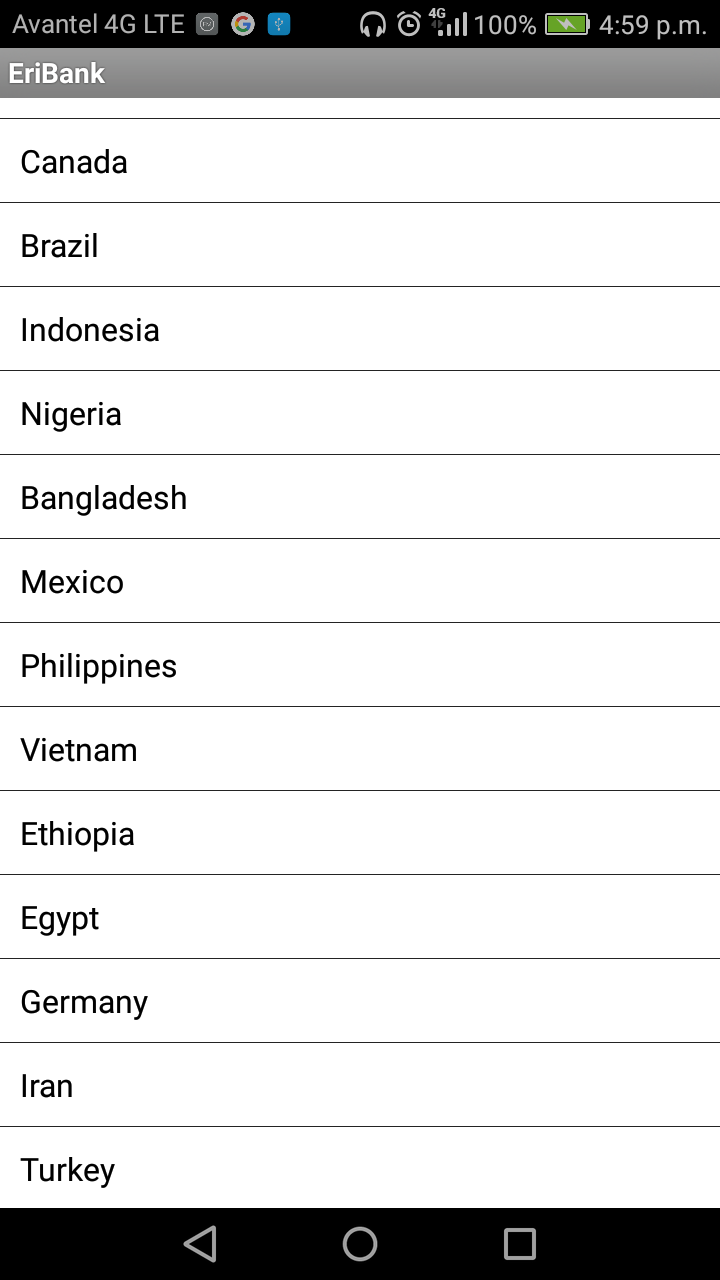 Avantel 4G LTE 4G 100% 4:59 p.m.
EriBank
Canada
Brazil
Indonesia
Nigeria
Bangladesh
Mexico
Philippines
Vietnam
Ethiopia
Egypt
Germany
Iran
Turkey